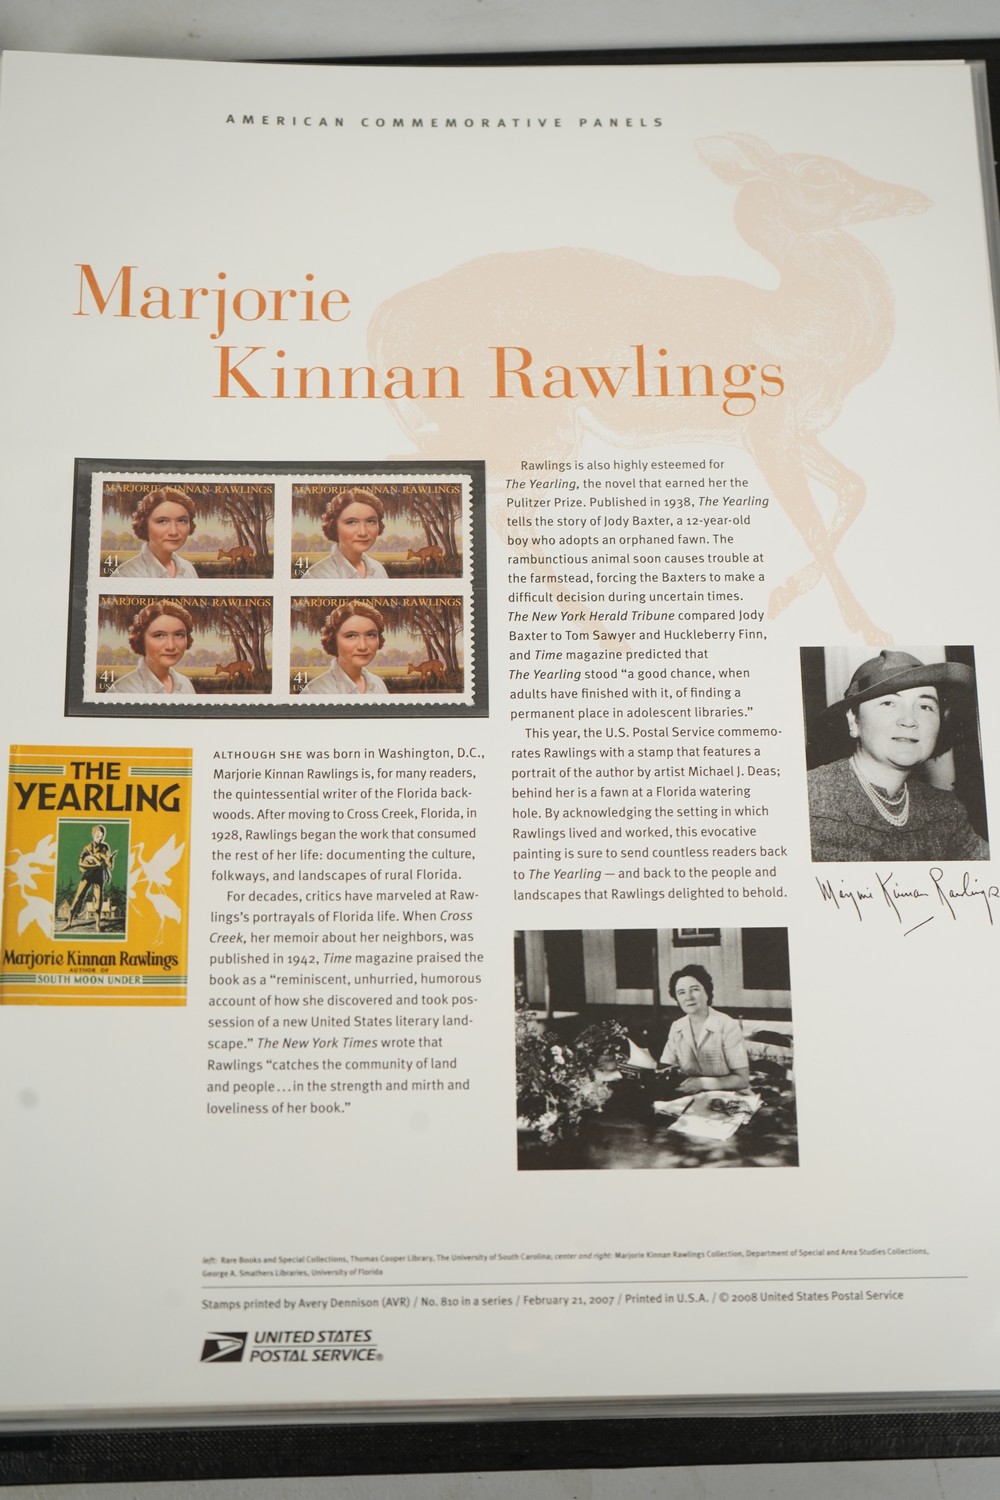 AMERICAN COMMEMORATIVE PANELS
Marjorie
Kinnan Rawlings
MARJORIE KINNAN RAWLINGS
41
USA
MARJORIE KINNAN RAWLINGS
41
USA
MARJORIE KINNAN RAWLINGS
41
USA
MARJORIE KINNAN RAWLINGS
41
USA
THE
YEARLING
Marjorie Kinnan Rawlings
AUTHOR OF
SOUTH MOON UNDER
ALTHOUGH SHE was born in Washington, D.C.,
Marjorie Kinnan Rawlings is, for many readers,
the quintessential writer of the Florida back-
woods. After moving to Cross Creek, Florida, in
1928, Rawlings began the work that consumed
the rest of her life: documenting the culture,
folkways, and landscapes of rural Florida.
For decades, critics have marveled at Raw-
lings's portrayals of Florida life. When Cross
Creek, her memoir about her neighbors, was
published in 1942, Time magazine praised the
book as a “reminiscent, unhurried, humorous
account of how she discovered and took pos-
session of a new United States literary land-
scape.” The New York Times wrote that
Rawlings “catches the community of land
and people...in the strength and mirth and
loveliness of her book.”
Rawlings is also highly esteemed for
The Yearling, the novel that earned her the
Pulitzer Prize. Published in 1938, The Yearling
tells the story of Jody Baxter, a 12-year-old
boy who adopts an orphaned fawn. The
rambunctious animal soon causes trouble at
the farmstead, forcing the Baxters to make a
difficult decision during uncertain times.
The New York Herald Tribune compared Jody
Baxter to Tom Sawyer and Huckleberry Finn,
and Time magazine predicted that
The Yearling stood “a good chance, when
adults have finished with it, of finding a
permanent place in adolescent libraries.”
This year, the U.S. Postal Service commemo-
rates Rawlings with a stamp that features a
portrait of the author by artist Michael J. Deas;
behind her is a fawn at a Florida watering
hole. By acknowledging the setting in which
Rawlings lived and worked, this evocative
painting is sure to send countless readers back
to The Yearling — and back to the people and
landscapes that Rawlings delighted to behold.
Marjorie Kinnan Rawlings
left: Rare Books and Special Collections, Thomas Cooper Library, The University of South Carolina; center and right: Marjorie Kinnan Rawlings Collection, Department of Special and Area Studies Collections,
George A. Smathers Libraries, University of Florida
Stamps printed by Avery Dennison (AVR) / No. 810 in a series / February 21, 2007 / Printed in U.S.A. / © 2008 United States Postal Service
UNITED STATES
POSTAL SERVICE®